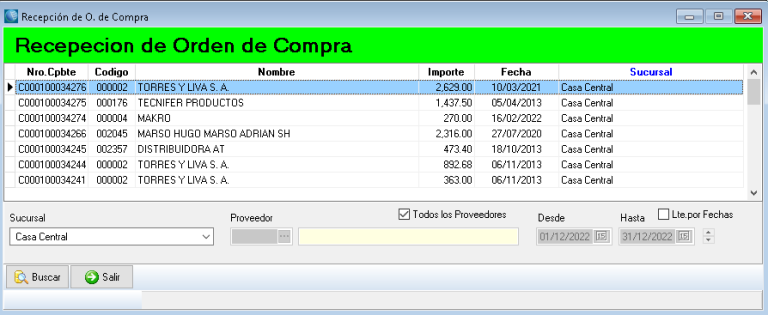 Recepción de O. de Compra
Recepecion de Orden de Compra
Nro.Cpbte Codigo Nombre Importe Fecha Sucursal
C000100034276 000002 TORRES Y LIVA S. A. 2,629.00 10/03/2021 Casa Central
C000100034275 000176 TECNIFER PRODUCTOS 1,437.50 05/04/2013 Casa Central
C000100034274 000004 MAKRO 270.00 16/02/2022 Casa Central
C000100034266 002045 MARSO HUGO MARSO ADRIAN SH 2,316.00 27/07/2020 Casa Central
C000100034245 002357 DISTRIBUIDORA AT 473.40 18/10/2013 Casa Central
C000100034244 000002 TORRES Y LIVA S. A. 892.68 06/11/2013 Casa Central
C000100034241 000002 TORRES Y LIVA S. A. 363.00 06/11/2013 Casa Central
Sucursal Proveedor Todos los Proveedores Desde Hasta Lte.por Fechas
Casa Central 01/12/2022 31/12/2022
Buscar Salir